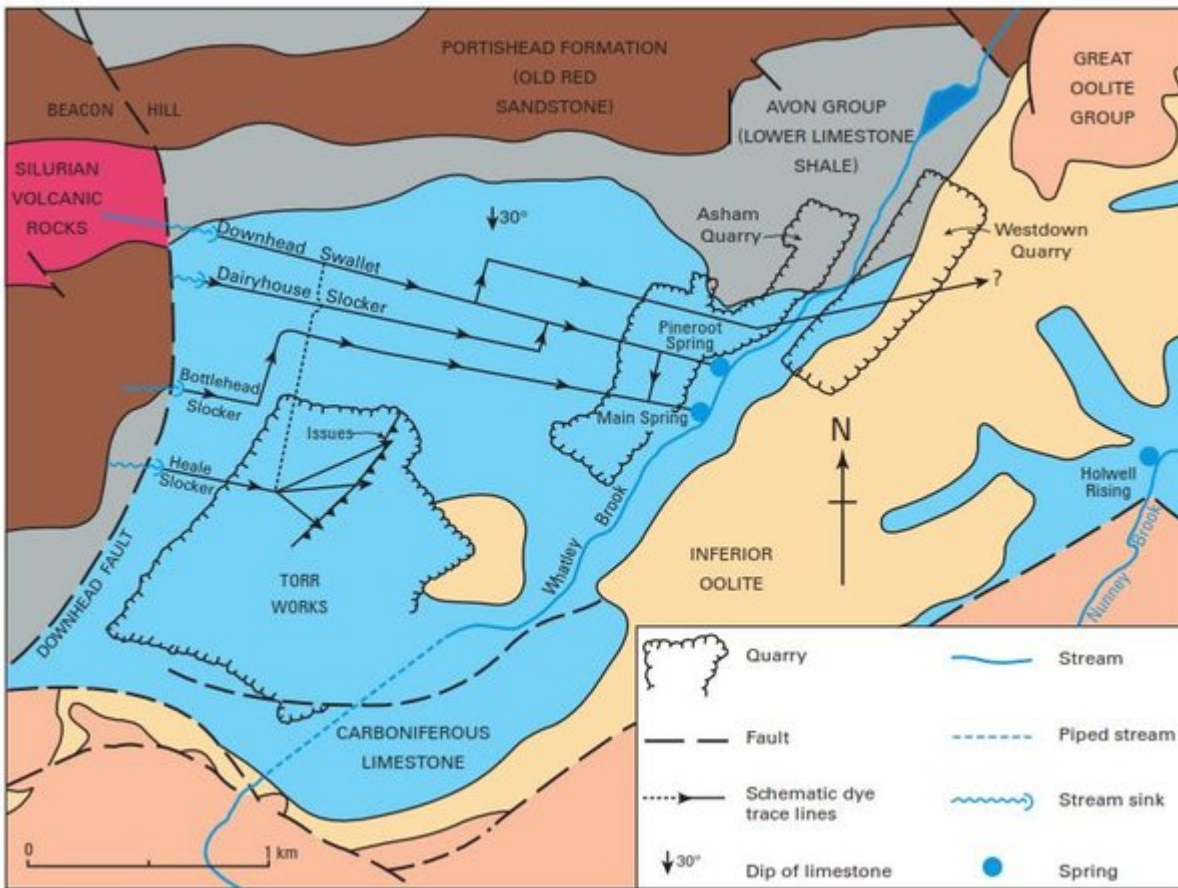 PORTISHEAD FORMATION
(OLD RED
SANDSTONE)
GREAT
OOLITE
GROUP
BEACON HILL
AVON GROUP
(LOWER LIMESTONE
SHALE)
SILURIAN
VOLCANIC
ROCKS
30°
Asham
Quarry
Westdown
Quarry
Downhead Swallet
Dairyhouse Slocker
?
Pineroot
Spring
Bottlehead
Slocker
Main Spring
Issues
N
Heale
Slocker
Holwell
Rising
Whatley Brook
Nunney Brook
INFERIOR
OOLITE
DOWNHEAD FAULT
TORR
WORKS
CARBONIFEROUS
LIMESTONE
0 1 km
Quarry
Stream
Fault
Piped stream
Schematic dye
trace lines
Stream sink
30°
Dip of limestone
Spring